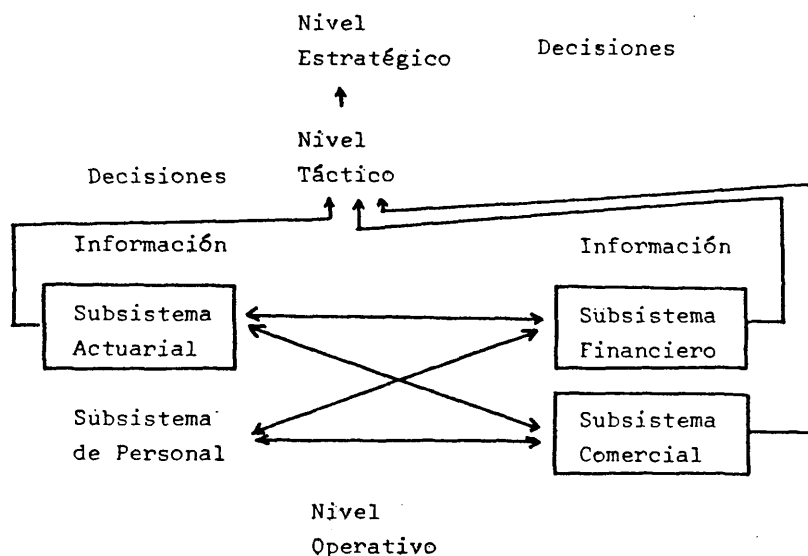 Nivel
Estratégico
Decisiones
Nivel
Táctico
Decisiones
Información
Información
Subsistema
Actuarial
Subsistema
Financiero
Subsistema
de Personal
Subsistema
Comercial
Nivel
Operativo